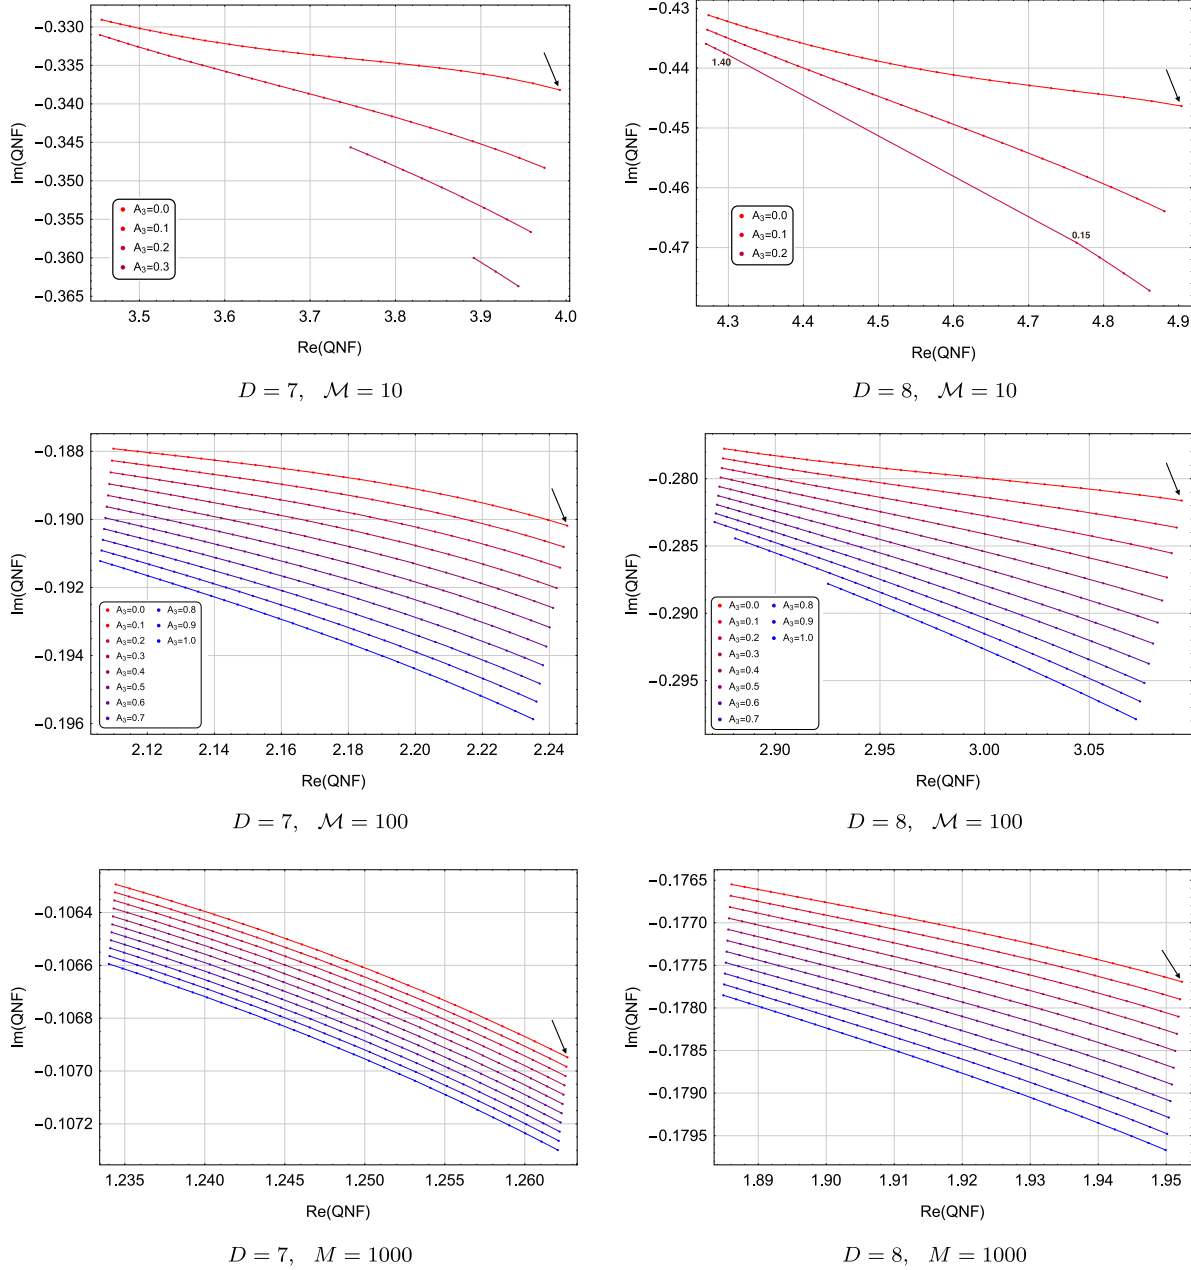 −0.330
−0.335
−0.340
−0.345
−0.350
−0.355
−0.360
−0.365
Im(QNF)
A3=0.0
A3=0.1
A3=0.2
A3=0.3
3.5 3.6 3.7 3.8 3.9 4.0
Re(QNF)
D = 7, M = 10
−0.43
−0.44
−0.45
−0.46
−0.47
Im(QNF)
1.40
0.15
A3=0.0
A3=0.1
A3=0.2
4.3 4.4 4.5 4.6 4.7 4.8 4.9
Re(QNF)
D = 8, M = 10
−0.188
−0.190
−0.192
−0.194
−0.196
Im(QNF)
A3=0.0 A3=0.8
A3=0.1 A3=0.9
A3=0.2 A3=1.0
A3=0.3
A3=0.4
A3=0.5
A3=0.6
A3=0.7
2.12 2.14 2.16 2.18 2.20 2.22 2.24
Re(QNF)
D = 7, M = 100
−0.280
−0.285
−0.290
−0.295
Im(QNF)
A3=0.0 A3=0.8
A3=0.1 A3=0.9
A3=0.2 A3=1.0
A3=0.3
A3=0.4
A3=0.5
A3=0.6
A3=0.7
2.90 2.95 3.00 3.05
Re(QNF)
D = 8, M = 100
−0.1064
−0.1066
−0.1068
−0.1070
−0.1072
Im(QNF)
1.235 1.240 1.245 1.250 1.255 1.260
Re(QNF)
D = 7, M = 1000
−0.1765
−0.1770
−0.1775
−0.1780
−0.1785
−0.1790
−0.1795
Im(QNF)
1.89 1.90 1.91 1.92 1.93 1.94 1.95
Re(QNF)
D = 8, M = 1000